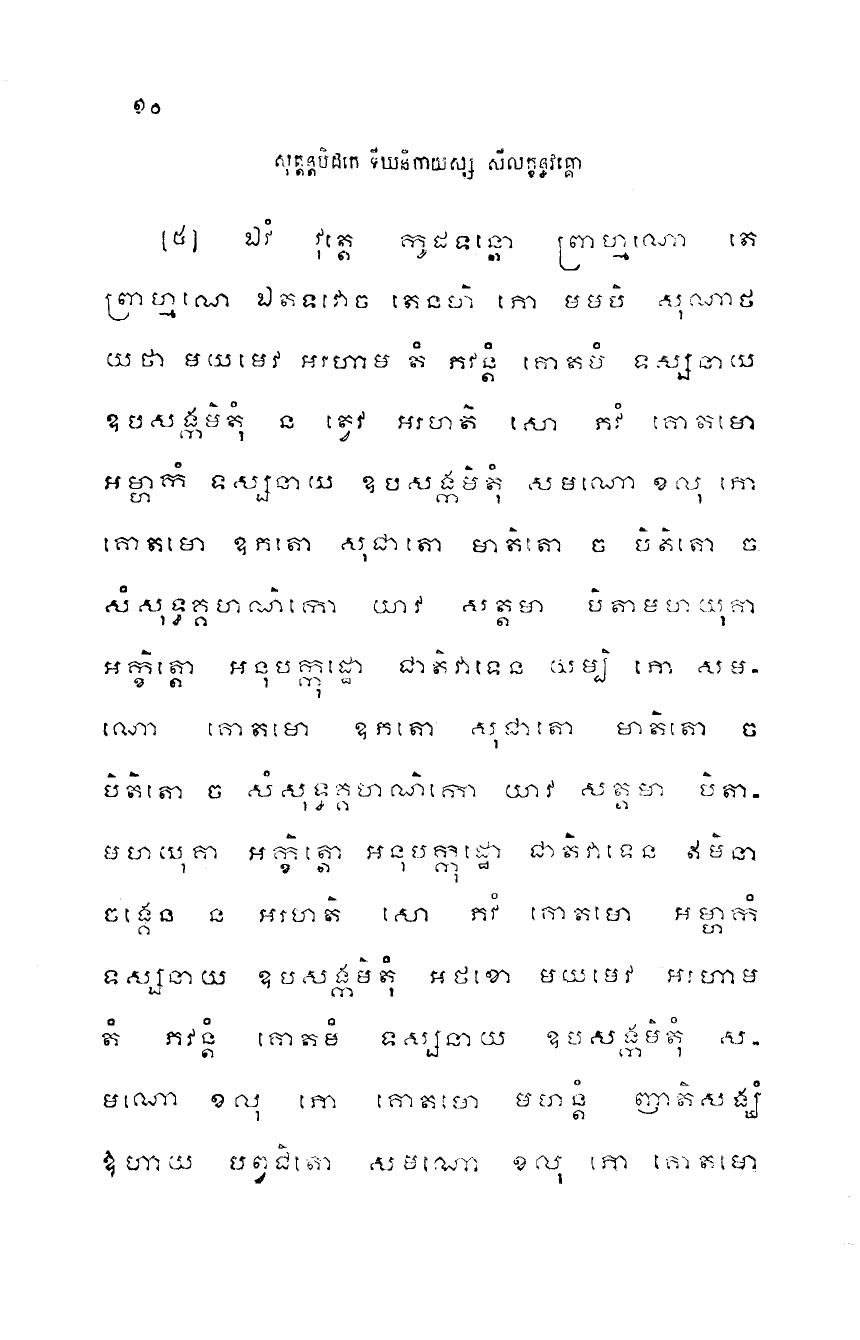 ១០
សុត្តន្តបិដកេ ទីឃនិកាយស្ស សីលក្ខន្ធវគ្គោ
[៥] ឯវំ វុត្តេ កូដទន្តោ ព្រាហ្មណោ តេ
ព្រាហ្មណេ ឯតទវោច តេនហិ ភោ មមបិ សុណាថ
យថា មយមេវ អរហាម តំ ភវន្តំ គោតមំ ទស្សនាយ
ឧបសង្កមិតុំ ន ត្វេវ អរហតិ សោ ភវំ គោតមោ
អម្ហាកំ ទស្សនាយ ឧបសង្កមិតុំ សមណោ ខលុ ភោ
គោតមោ ឧភតោ សុជាតោ មាតិតោ ច បិតិតោ ច
សំសុទ្ធគ្គហណិកោ យាវ សត្តមា បិតាមហយុគា
អក្ខិត្តោ អនុបក្កុដ្ឋោ ជាតិវាទេន យម្បិ ភោ សម-
ណោ គោតមោ ឧភតោ សុជាតោ មាតិតោ ច
បិតិតោ ច សំសុទ្ធគ្គហណិកោ យាវ សត្តមា បិតា-
មហយុគា អក្ខិត្តោ អនុបក្កុដ្ឋោ ជាតិវាទេន ឥមិនា
ចង្គេន ន អរហតិ សោ ភវំ គោតមោ អម្ហាកំ
ទស្សនាយ ឧបសង្កមិតុំ អថខោ មយមេវ អរហាម
តំ ភវន្តំ គោតមំ ទស្សនាយ ឧបសង្កមិតុំ ស-
មណោ ខលុ ភោ គោតមោ មហន្តំ ញាតិសង្ឃំ
ឱហាយ បព្វជិតោ សមណោ ខលុ ភោ គោតមោ